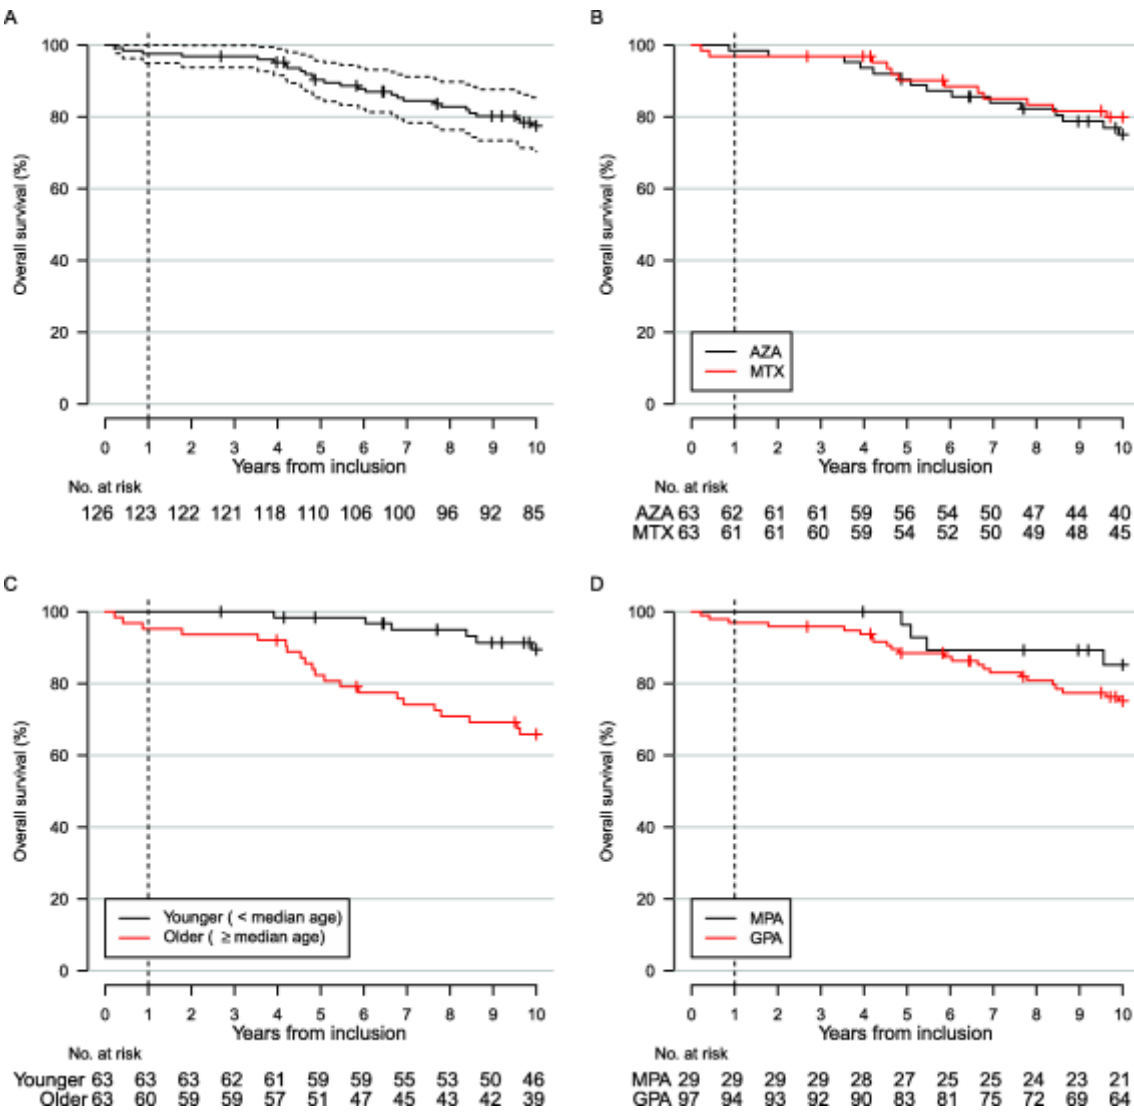 A
Overall survival (%)
100
80
60
40
20
0
0 1 2 3 4 5 6 7 8 9 10
Years from inclusion
No. at risk
126 123 122 121 118 110 106 100 96 92 85
B
Overall survival (%)
100
80
60
40
20
0
AZA
MTX
0 1 2 3 4 5 6 7 8 9 10
Years from inclusion
No. at risk
AZA 63 62 61 61 59 56 54 50 47 44 40
MTX 63 61 61 60 59 54 52 50 49 48 45
C
Overall survival (%)
100
80
60
40
20
0
Younger ( < median age)
Older ( ≥ median age)
0 1 2 3 4 5 6 7 8 9 10
Years from inclusion
No. at risk
Younger 63 63 63 62 61 59 59 55 53 50 46
Older 63 60 59 59 57 51 47 45 43 42 39
D
Overall survival (%)
100
80
60
40
20
0
MPA
GPA
0 1 2 3 4 5 6 7 8 9 10
Years from inclusion
No. at risk
MPA 29 29 29 29 28 27 25 25 24 23 21
GPA 97 94 93 92 90 83 81 75 72 69 64